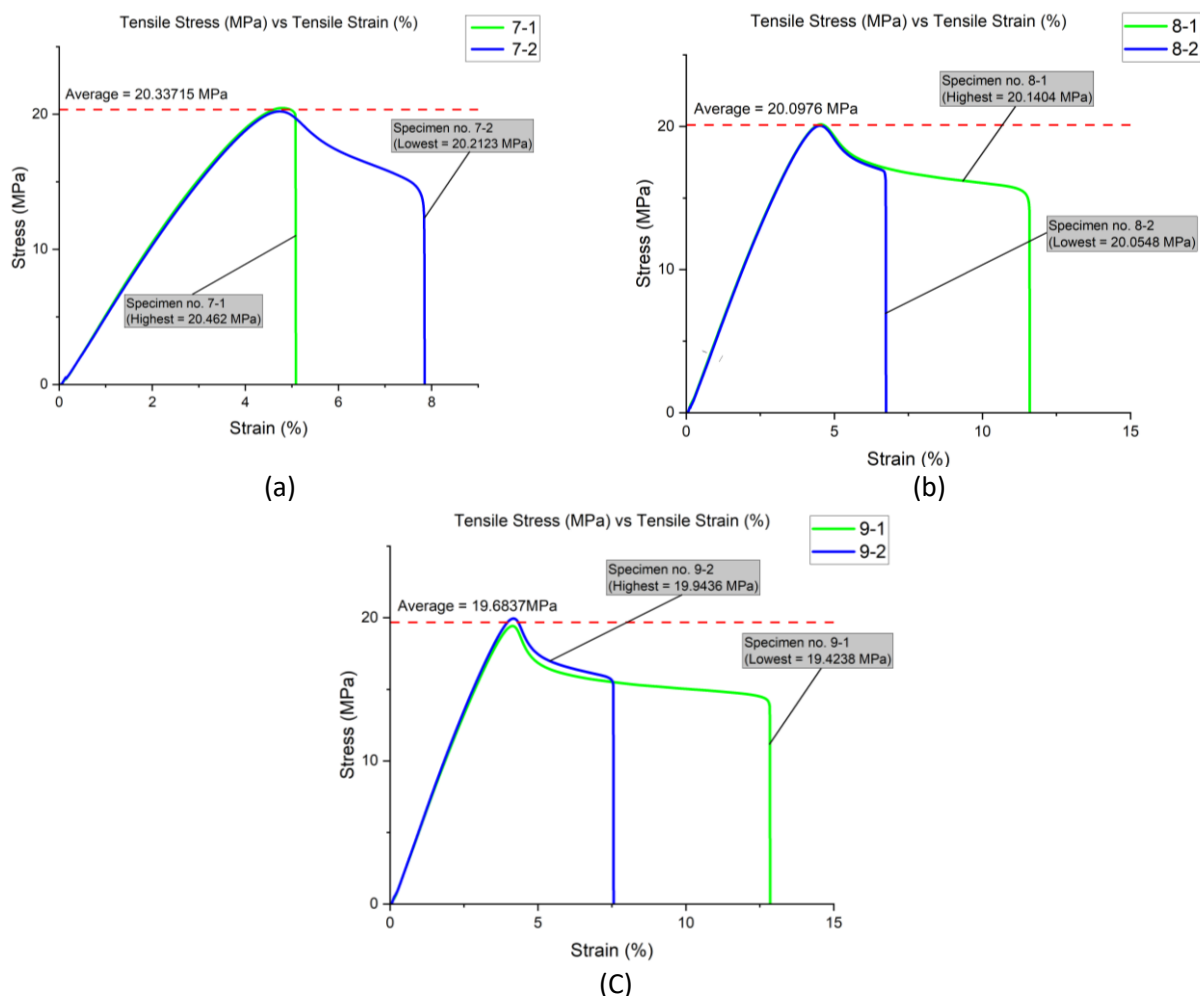 Tensile Stress (MPa) vs Tensile Strain (%)
7-1
7-2
Average = 20.33715 MPa
Specimen no. 7-2
(Lowest = 20.2123 MPa)
Specimen no. 7-1
(Highest = 20.462 MPa)
Stress (MPa)
20
10
0
0 2 4 6 8
Strain (%)
(a)
Tensile Stress (MPa) vs Tensile Strain (%)
8-1
8-2
Average = 20.0976 MPa
Specimen no. 8-1
(Highest = 20.1404 MPa)
Specimen no. 8-2
(Lowest = 20.0548 MPa)
Stress (MPa)
20
10
0
0 5 10 15
Strain (%)
(b)
Tensile Stress (MPa) vs Tensile Strain (%)
9-1
9-2
Average = 19.6837MPa
Specimen no. 9-2
(Highest = 19.9436 MPa)
Specimen no. 9-1
(Lowest = 19.4238 MPa)
Stress (MPa)
20
10
0
0 5 10 15
Strain (%)
(C)